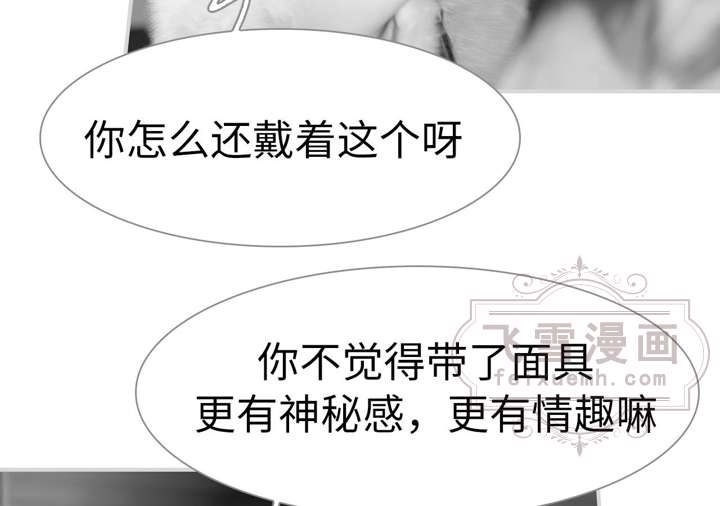 你怎么还戴着这个呀
飞雪漫画
feixuemh.com
你不觉得带了面具
更有神秘感，更有情趣嘛